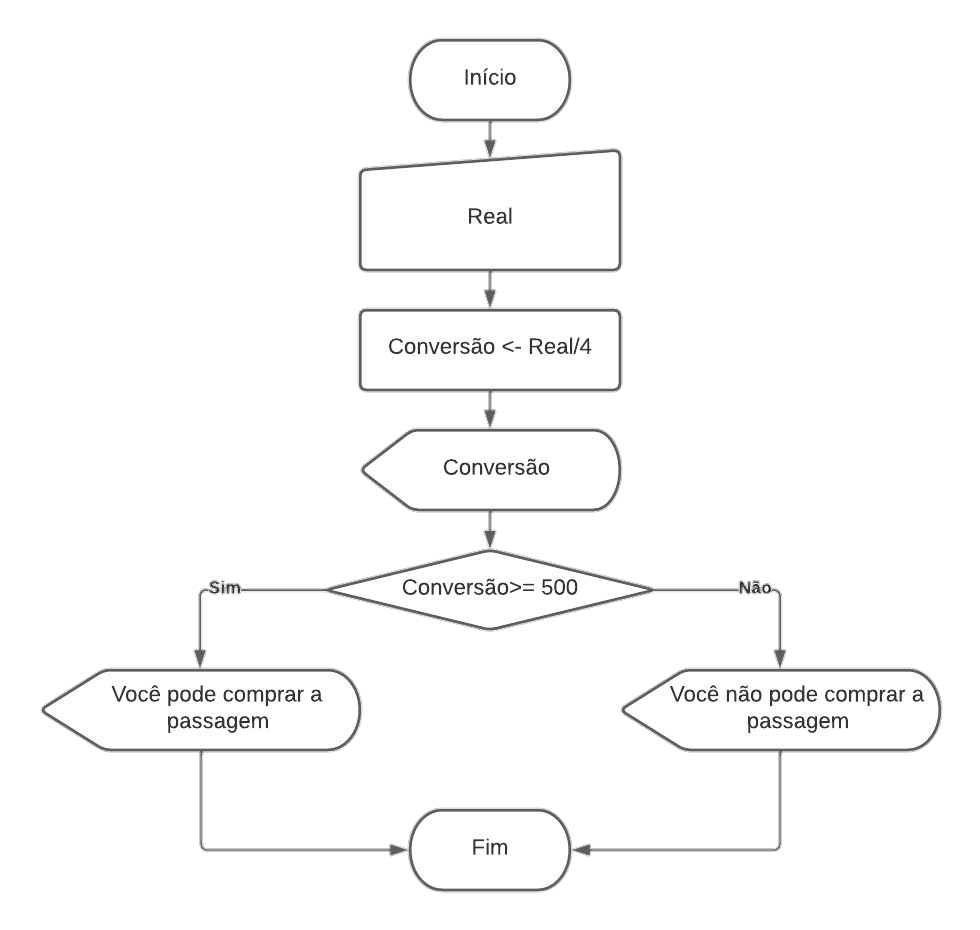 Início
Real
Conversão <- Real/4
Conversão
Conversão>= 500
Sim
Não
Você pode comprar a
passagem
Você não pode comprar a
passagem
Fim